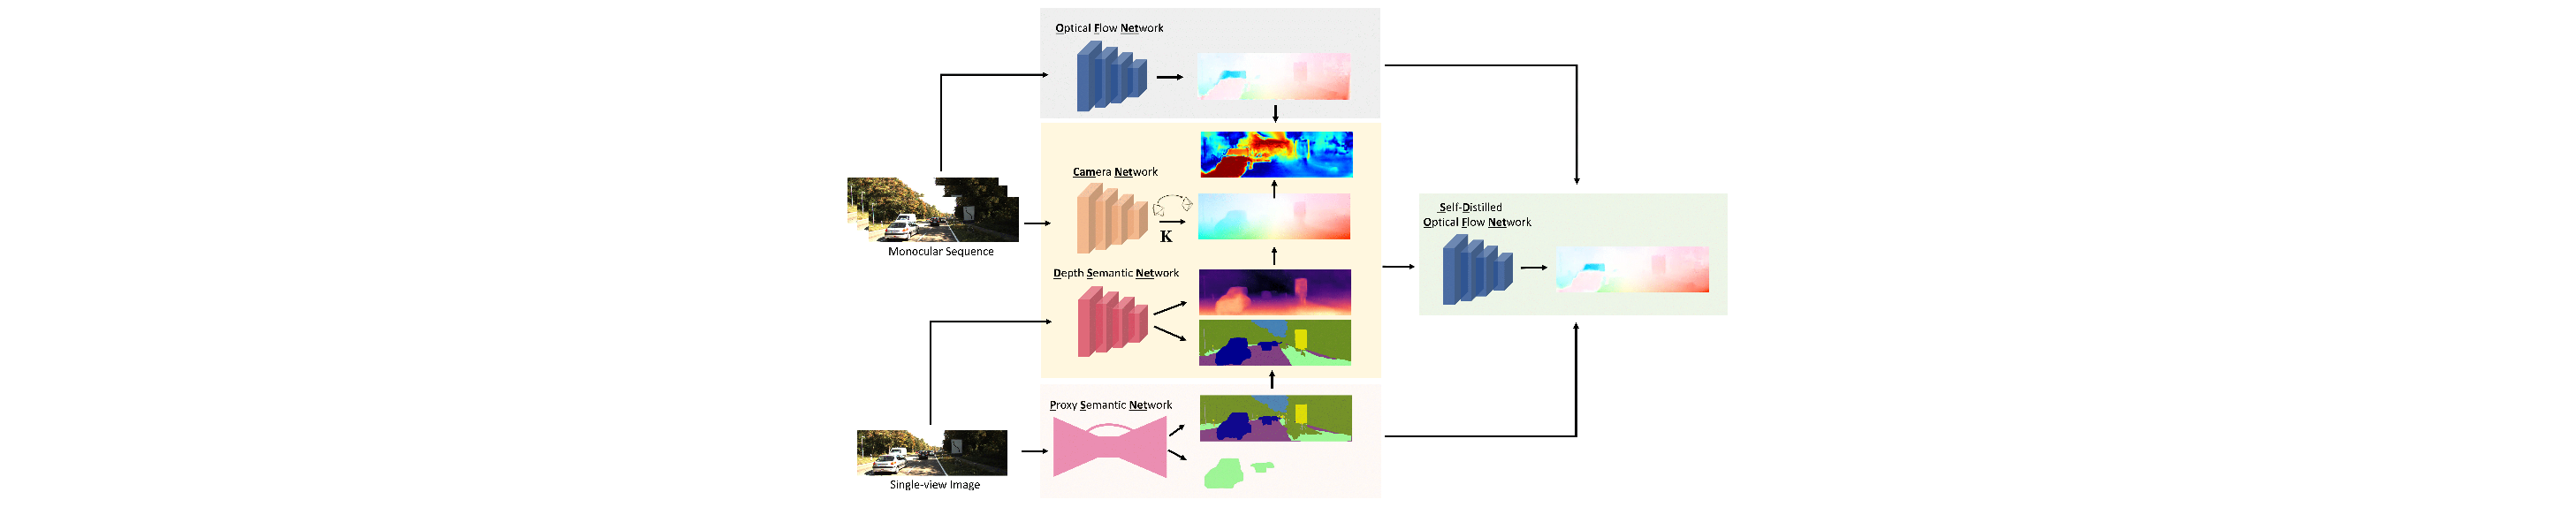 Optical Flow Network
Camera Network
K
Monocular Sequence
Depth Semantic Network
Self-Distilled
Optical Flow Network
Proxy Semantic Network
Single-view Image